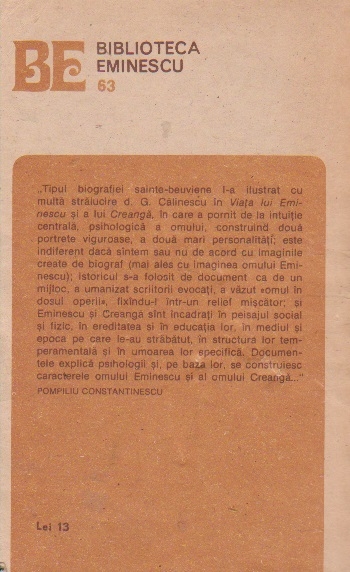 BE BIBLIOTECA
EMINESCU
63
„Tipul biografiei sainte-beuviene l-a ilustrat cu
multă strălucire d. G. Călinescu în Viața lui Emi-
nescu și a lui Creangă, în care a pornit de la intuiție
centrală, psihologică a omului, construind două
portrete viguroase, a două mari personalități; este
indiferent dacă sîntem sau nu de acord cu imaginile
create de biograf (mai ales cu imaginea omului Emi-
nescu); istoricul s-a folosit de document ca de un
mijloc, a umanizat scriitorii evocați, a văzut «omul în
dosul operii», fixîndu-l într-un relief mișcător; și
Eminescu și Creangă sînt încadrați în peisajul social
și fizic, în ereditatea și în educația lor, în mediul și
epoca pe care le-au străbătut, în structura lor tem-
peramentală și în umoarea lor specifică. Documen-
tele explică psihologii și, pe baza lor, se construiesc
caracterele omului Eminescu și al omului Creangă..."
POMPILIU CONSTANTINESCU
Lei 13